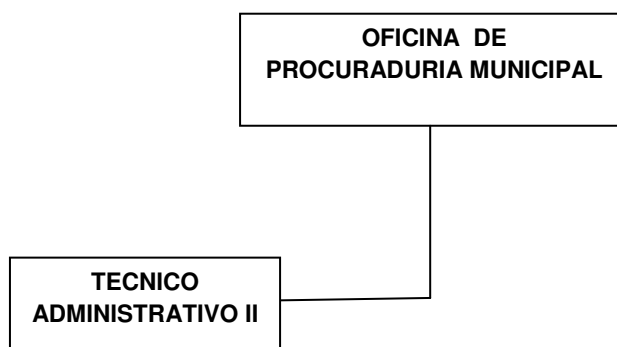 OFICINA DE
PROCURADURIA MUNICIPAL
TECNICO
ADMINISTRATIVO II